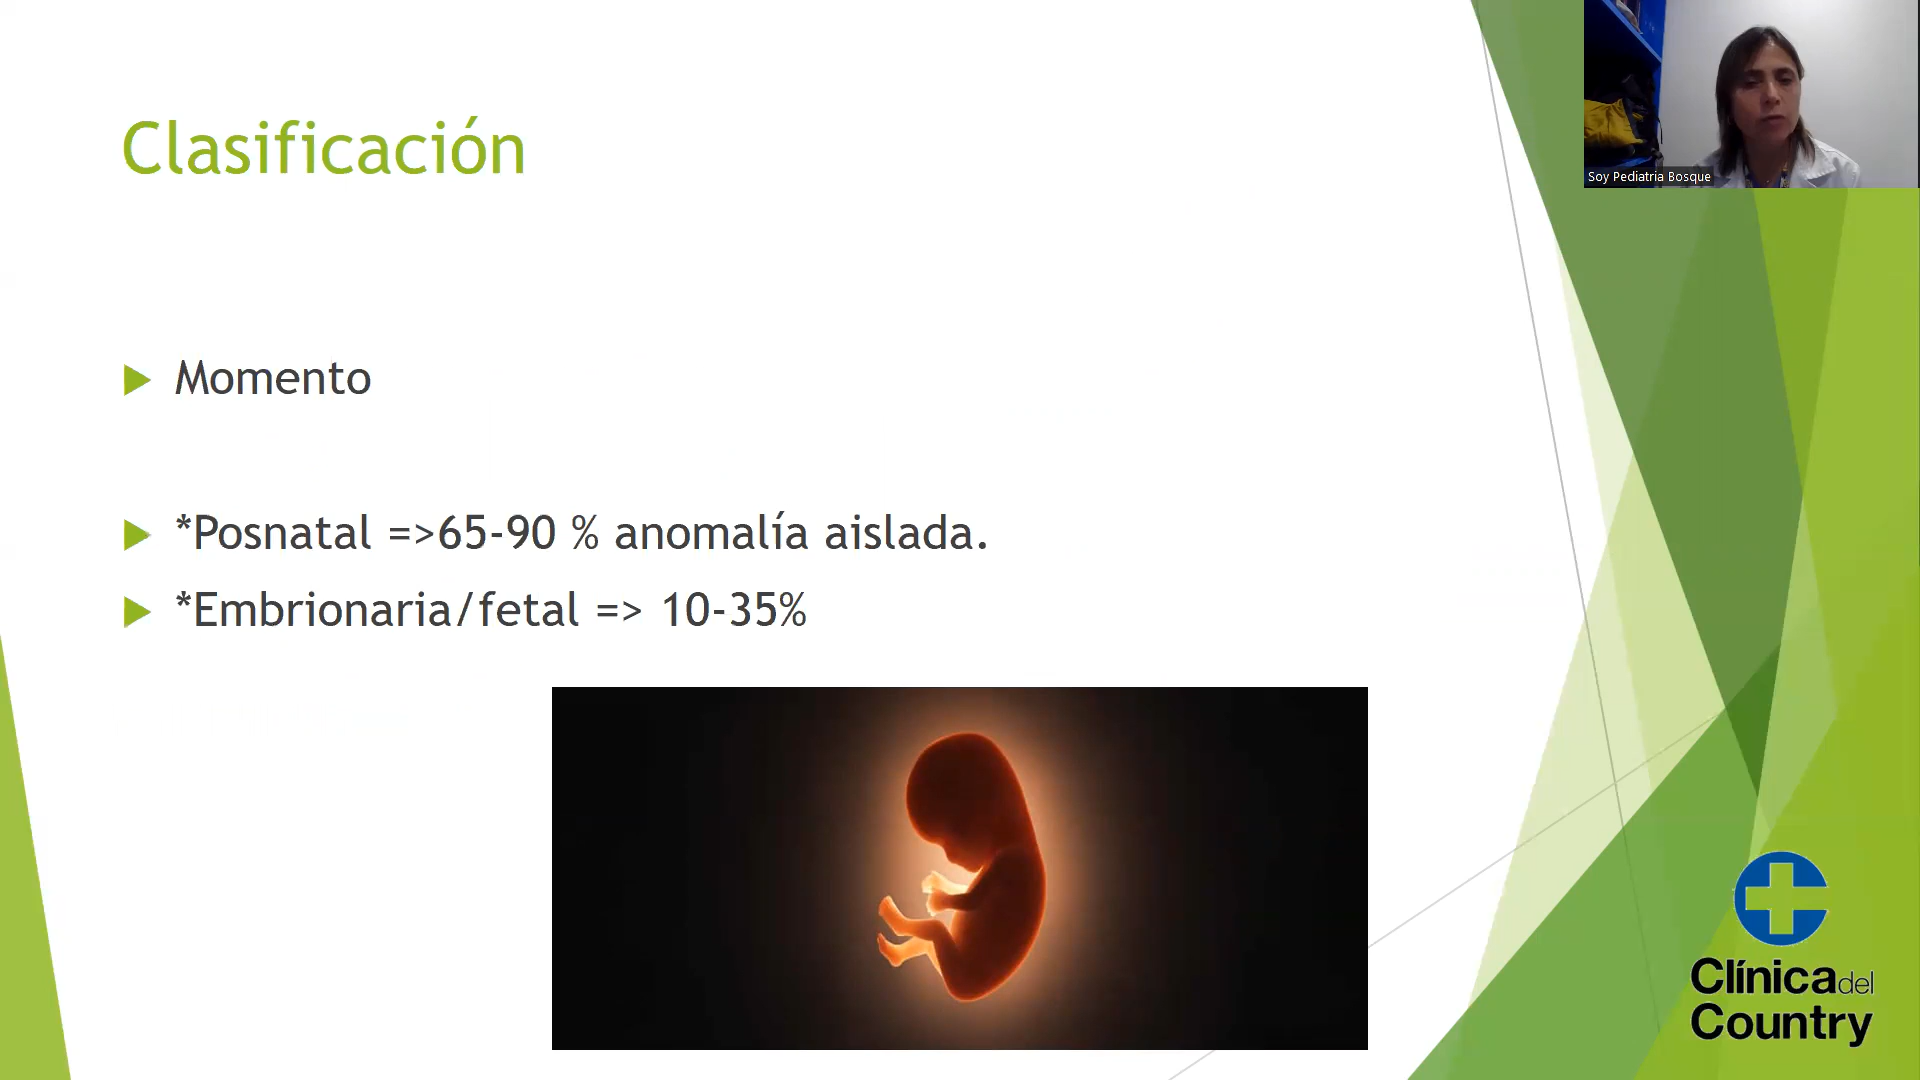 Clasificación
Momento
*Posnatal =>65-90 % anomalía aislada.
*Embrionaria/fetal => 10-35%
Soy Pediatria Bosque
Clínica del
Country